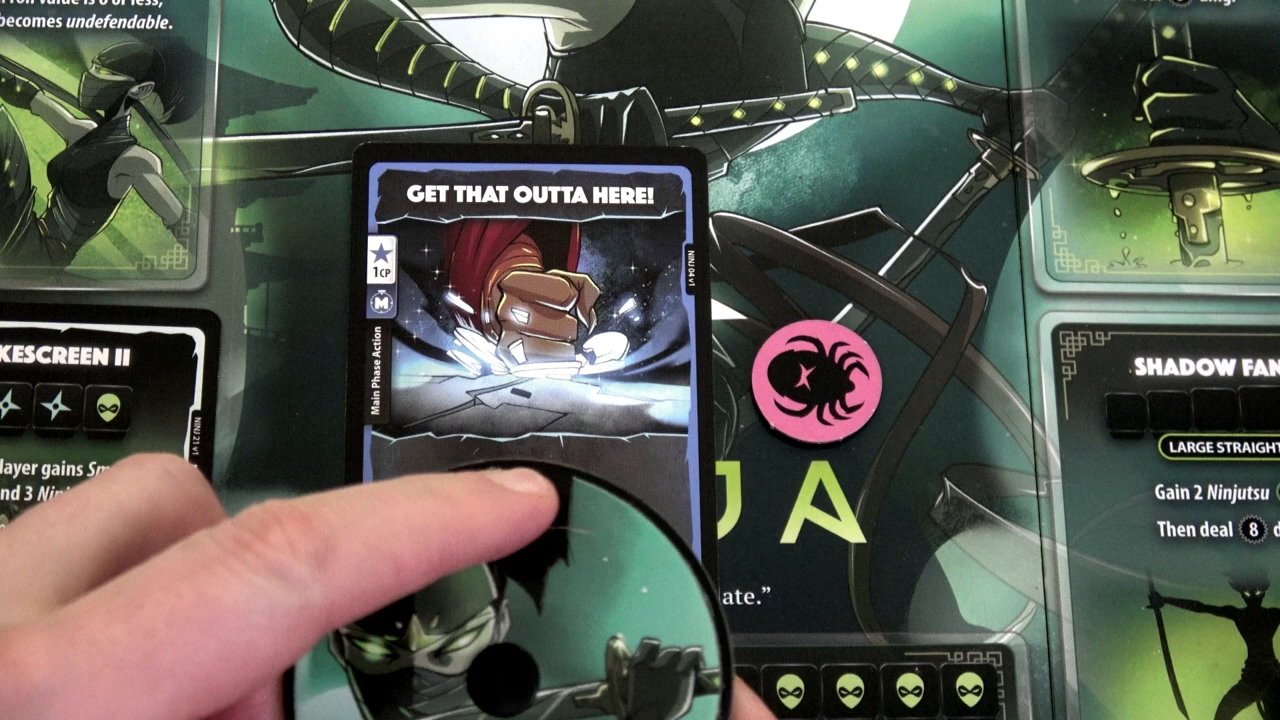 becomes undefendable.
GET THAT OUTTA HERE!
1CP
M
Main Phase Action
NINJ 04 v1
KESCREEN II
NINJ 21 v1
layer gains
nd 3
JA
ate.”
SHADOW FAN
LARGE STRAIGHT
Gain 2 Ninjutsu
Then deal 8 d